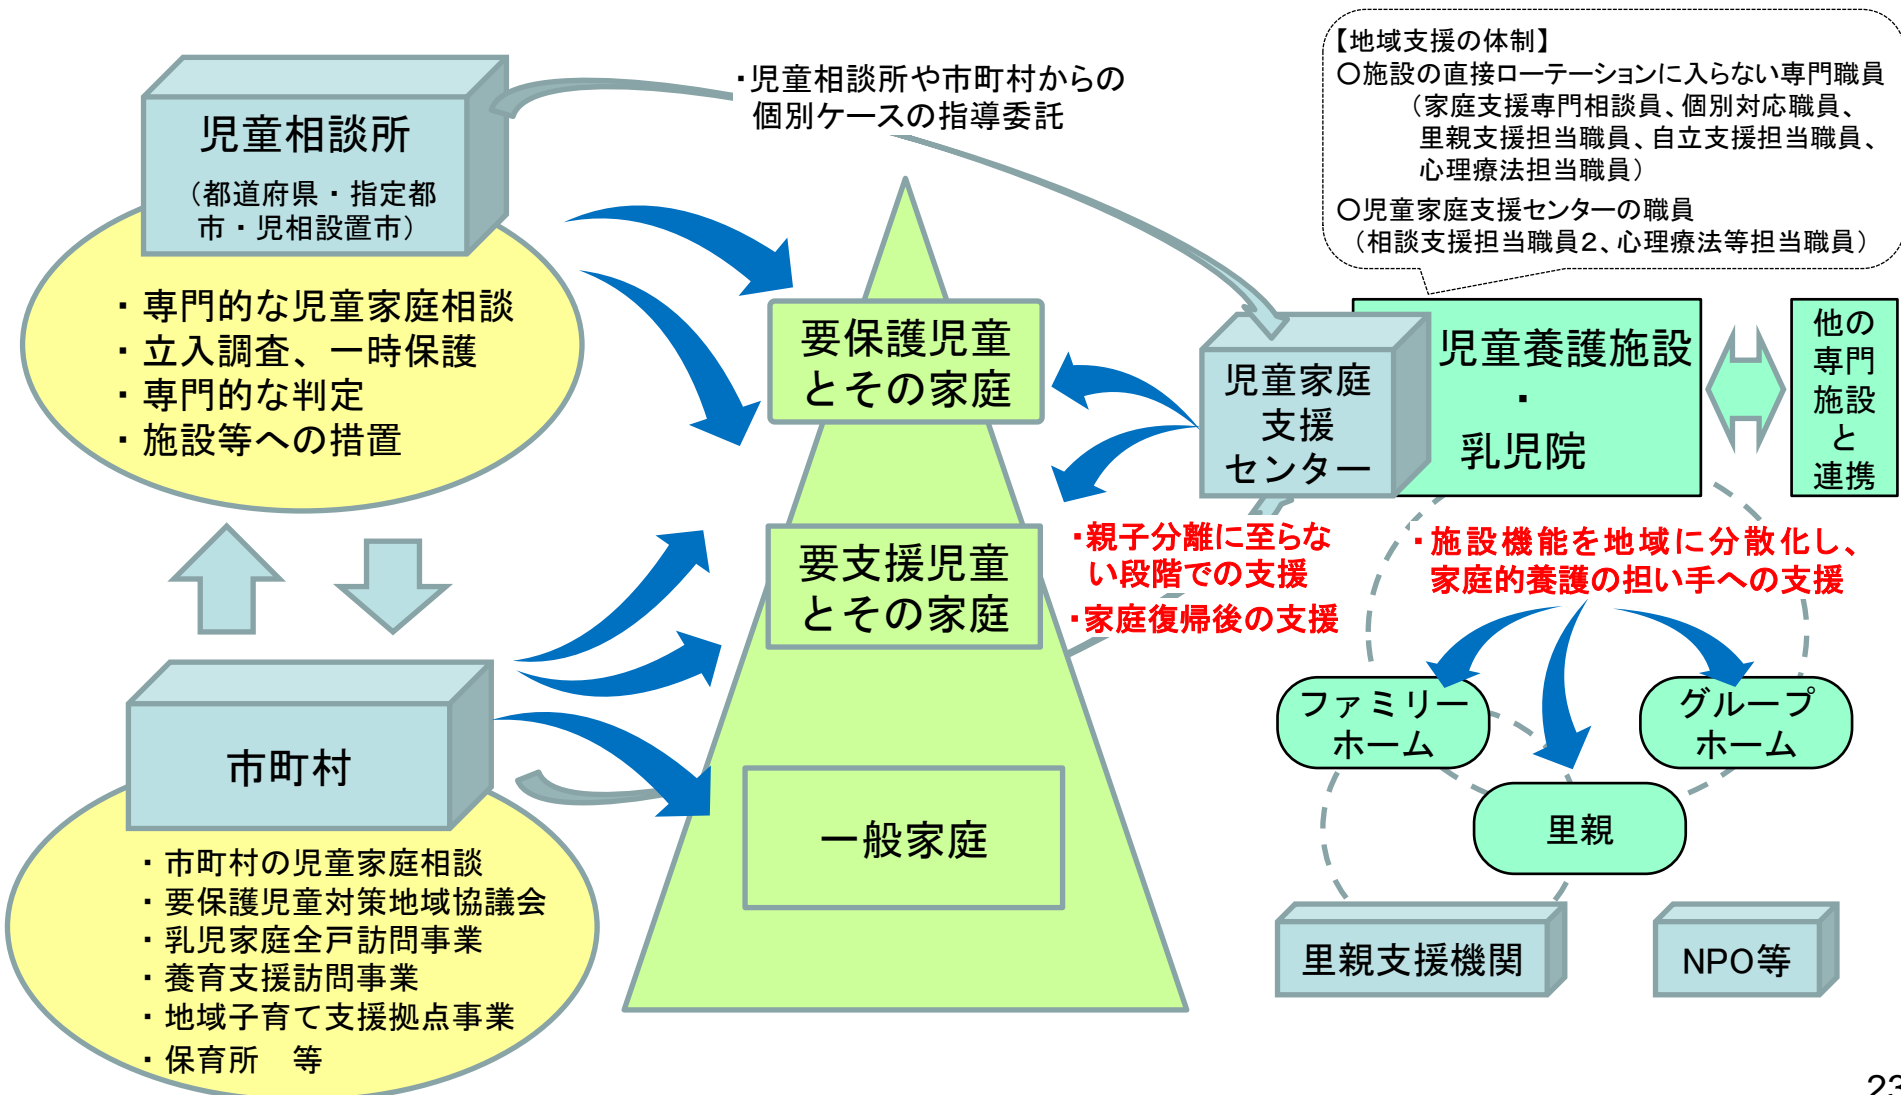 児童相談所
（都道府県・指定都
市・児相設置市）
・専門的な児童家庭相談
・立入調査、一時保護
・専門的な判定
・施設等への措置
市町村
・市町村の児童家庭相談
・要保護児童対策地域協議会
・乳児家庭全戸訪問事業
・養育支援訪問事業
・地域子育て支援拠点事業
・保育所　等
・児童相談所や市町村からの
個別ケースの指導委託
要保護児童
とその家庭
要支援児童
とその家庭
一般家庭
【地域支援の体制】
○施設の直接ローテーションに入らない専門職員
（家庭支援専門相談員、個別対応職員、
里親支援担当職員、自立支援担当職員、
心理療法担当職員）
○児童家庭支援センターの職員
（相談支援担当職員２、心理療法等担当職員）
児童家庭
支援
センター
児童養護施設
・
乳児院
他の
専門
施設
と
連携
・親子分離に至らな
い段階での支援
・家庭復帰後の支援
・施設機能を地域に分散化し、
家庭的養護の担い手への支援
ファミリー
ホーム
グループ
ホーム
里親
里親支援機関
NPO等
23